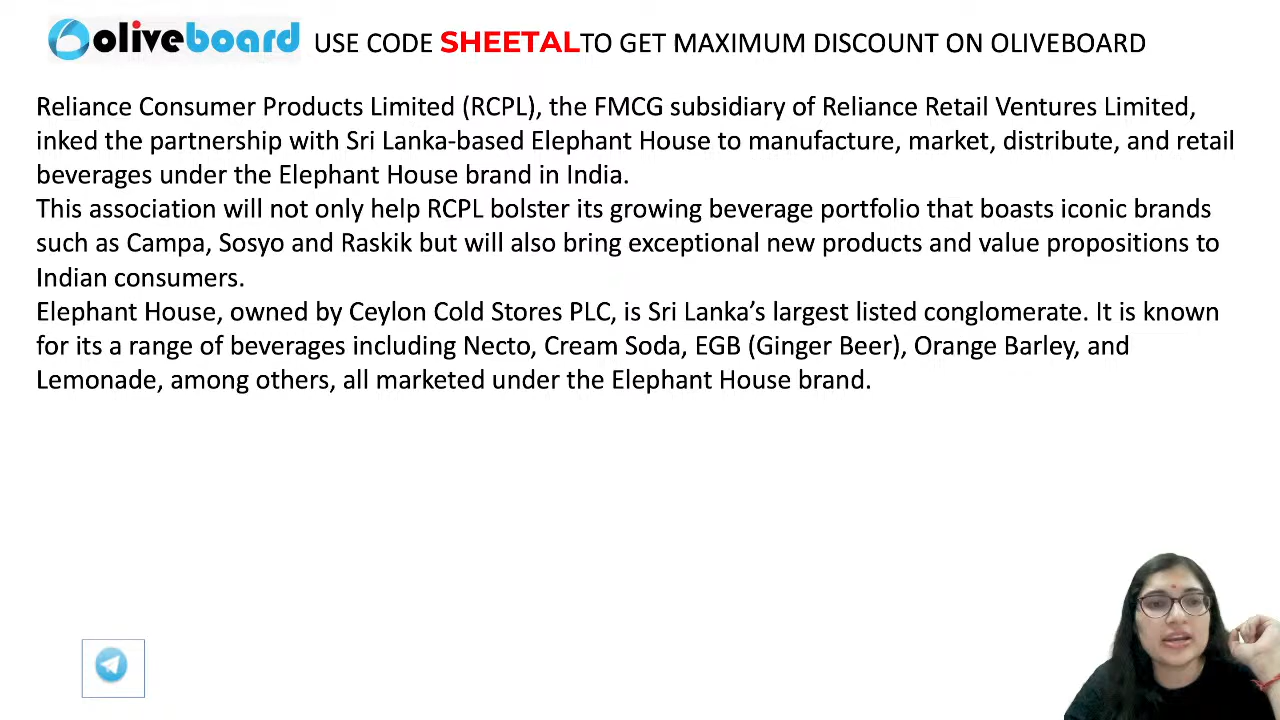 oliveboard USE CODE SHEETAL TO GET MAXIMUM DISCOUNT ON OLIVEBOARD
Reliance Consumer Products Limited (RCPL), the FMCG subsidiary of Reliance Retail Ventures Limited,
inked the partnership with Sri Lanka-based Elephant House to manufacture, market, distribute, and retail
beverages under the Elephant House brand in India.
This association will not only help RCPL bolster its growing beverage portfolio that boasts iconic brands
such as Campa, Sosyo and Raskik but will also bring exceptional new products and value propositions to
Indian consumers.
Elephant House, owned by Ceylon Cold Stores PLC, is Sri Lanka’s largest listed conglomerate. It is known
for its a range of beverages including Necto, Cream Soda, EGB (Ginger Beer), Orange Barley, and
Lemonade, among others, all marketed under the Elephant House brand.